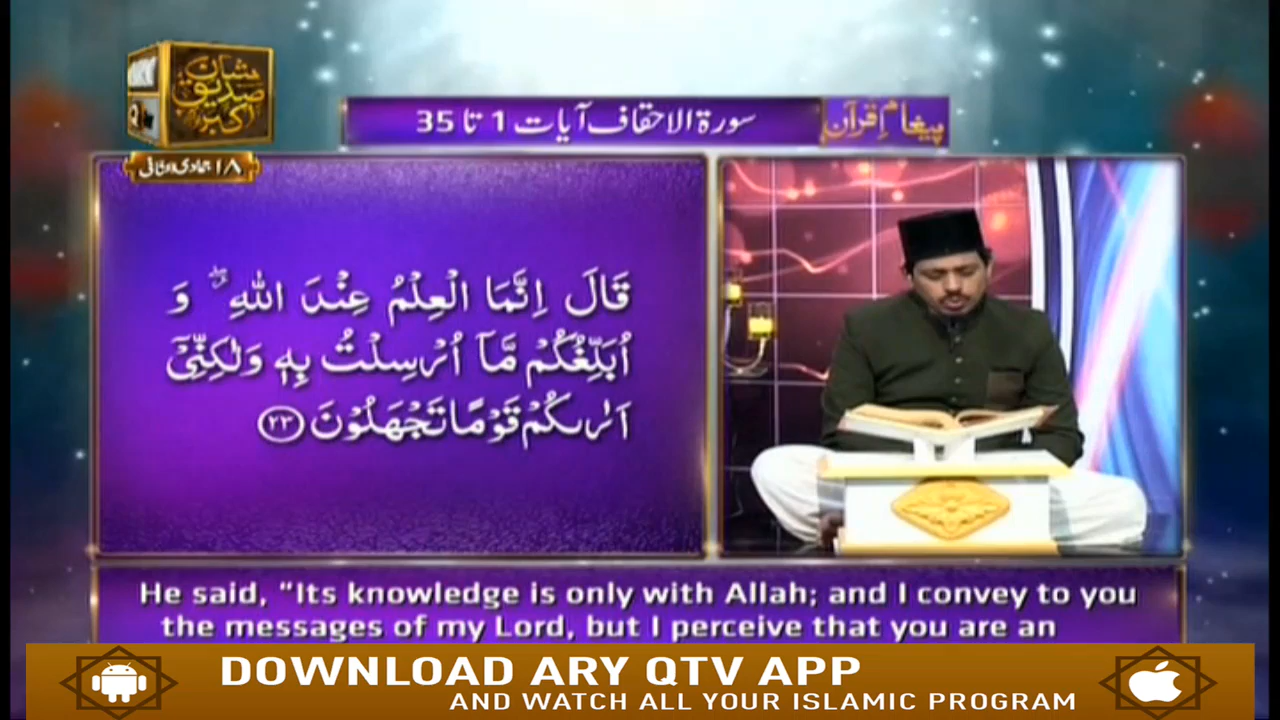 شان
صدیق
اکبر
۱۸ جمادی الثانی
پیغام قرآن
سورۃ الاحقاف آیات 1 تا 35
قَالَ اِنَّمَا الْعِلْمُ عِنْدَ اللّٰهِ ۖ وَ
اُبَلِّغُكُمْ مَّاۤ اُرْسِلْتُ بِهٖ وَلٰكِنِّیْۤ
اَرٰىكُمْ قَوْمًا تَجْهَلُوْنَ ﴿۲۳﴾
He said, "Its knowledge is only with Allah; and I convey to you
the messages of my Lord, but I perceive that you are an
DOWNLOAD ARY QTV APP
AND WATCH ALL YOUR ISLAMIC PROGRAM